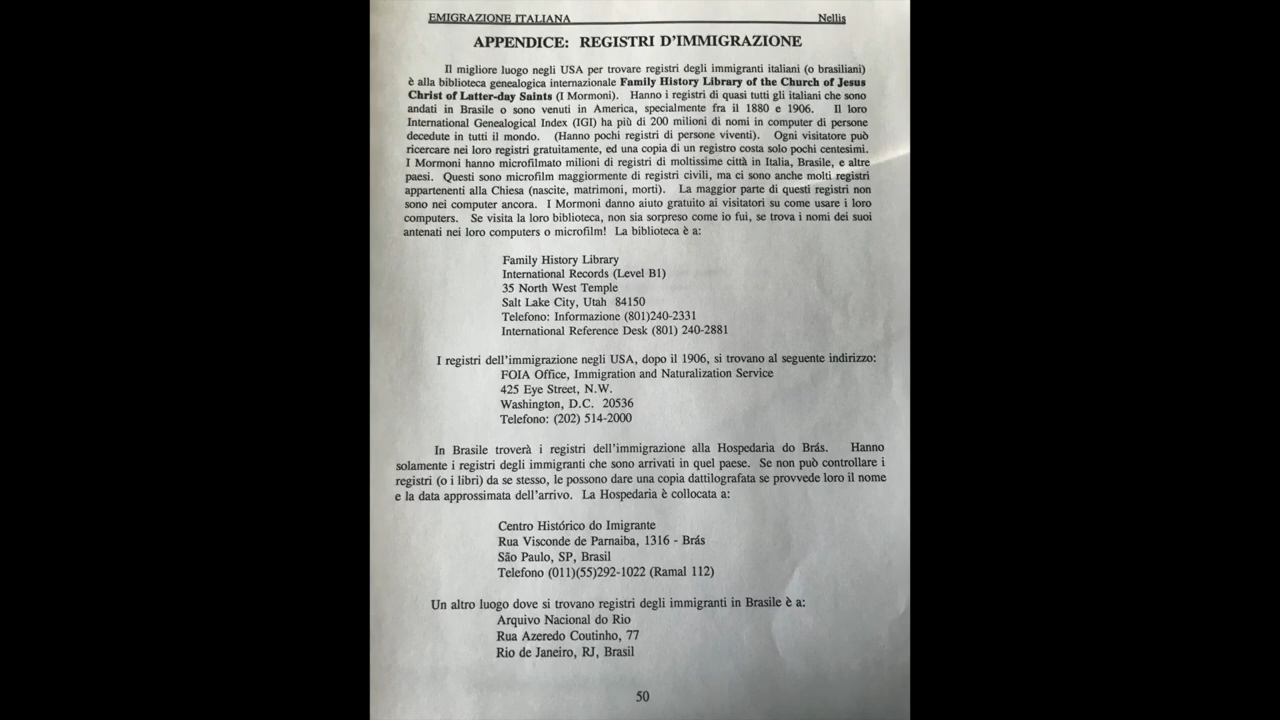 EMIGRAZIONE ITALIANA Nellis
APPENDICE: REGISTRI D'IMMIGRAZIONE
Il migliore luogo negli USA per trovare registri degli immigranti italiani (o brasiliani)
è alla biblioteca genealogica internazionale Family History Library of the Church of Jesus
Christ of Latter-day Saints (I Mormoni). Hanno i registri di quasi tutti gli italiani che sono
andati in Brasile o sono venuti in America, specialmente fra il 1880 e 1906. Il loro
International Genealogical Index (IGI) ha più di 200 milioni di nomi in computer di persone
decedute in tutti il mondo. (Hanno pochi registri di persone viventi). Ogni visitatore può
ricercare nei loro registri gratuitamente, ed una copia di un registro costa solo pochi centesimi.
I Mormoni hanno microfilmato milioni di registri di moltissime città in Italia, Brasile, e altre
paesi. Questi sono microfilm maggiormente di registri civili, ma ci sono anche molti registri
appartenenti alla Chiesa (nascite, matrimoni, morti). La maggior parte di questi registri non
sono nei computer ancora. I Mormoni danno aiuto gratuito ai visitatori su come usare i loro
computers. Se visita la loro biblioteca, non sia sorpreso come io fui, se trova i nomi dei suoi
antenati nei loro computers o microfilm! La biblioteca è a:
Family History Library
International Records (Level B1)
35 North West Temple
Salt Lake City, Utah 84150
Telefono: Informazione (801)240-2331
International Reference Desk (801) 240-2881
I registri dell'immigrazione negli USA, dopo il 1906, si trovano al seguente indirizzo:
FOIA Office, Immigration and Naturalization Service
425 Eye Street, N.W.
Washington, D.C. 20536
Telefono: (202) 514-2000
In Brasile troverà i registri dell'immigrazione alla Hospedaria do Brás. Hanno
solamente i registri degli immigranti che sono arrivati in quel paese. Se non può controllare i
registri (o i libri) da se stesso, le possono dare una copia dattilografata se provvede loro il nome
e la data approssimata dell'arrivo. La Hospedaria è collocata a:
Centro Histórico do Imigrante
Rua Visconde de Parnaiba, 1316 - Brás
São Paulo, SP, Brasil
Telefono (011)(55)292-1022 (Ramal 112)
Un altro luogo dove si trovano registri degli immigranti in Brasile è a:
Arquivo Nacional do Rio
Rua Azeredo Coutinho, 77
Rio de Janeiro, RJ, Brasil
50